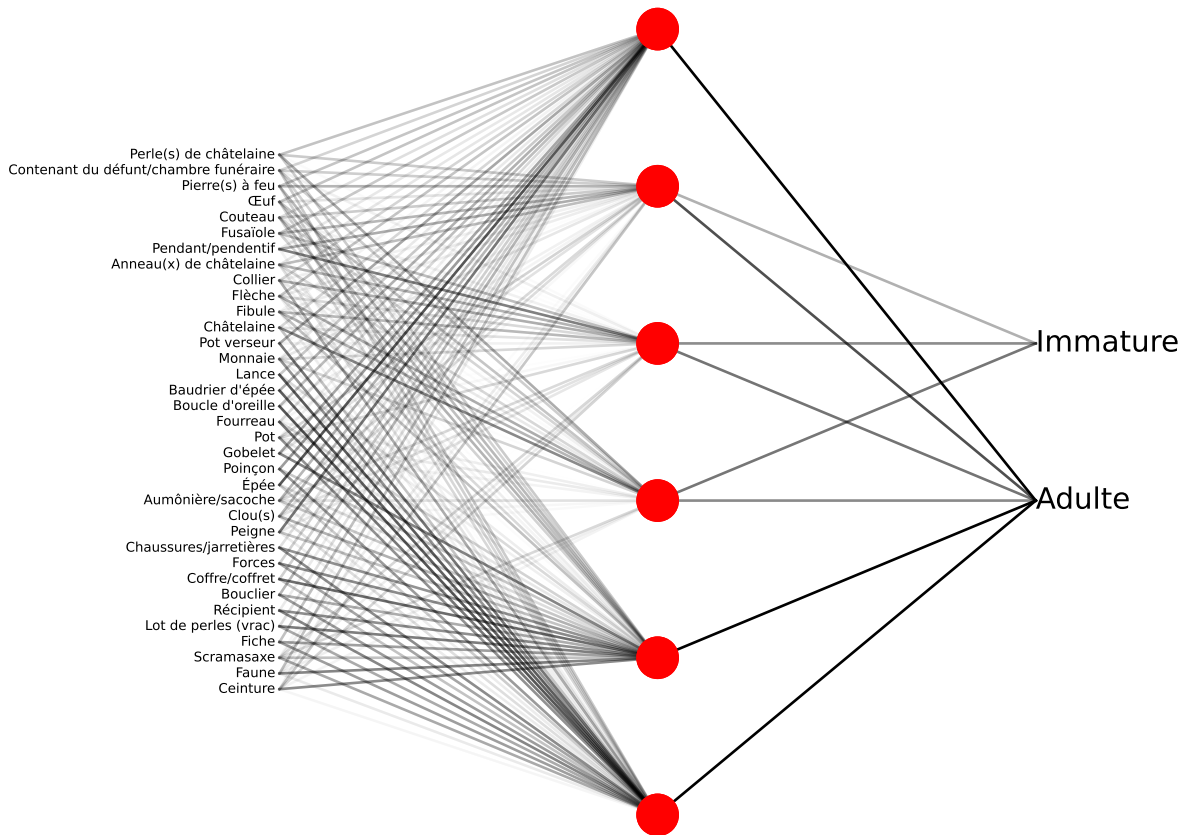 Perle(s) de châtelaine
Contenant du défunt/chambre funéraire
Pierre(s) à feu
Œuf
Couteau
Fusaïole
Pendant/pendentif
Anneau(x) de châtelaine
Collier
Flèche
Fibule
Châtelaine
Pot verseur
Monnaie
Lance
Baudrier d'épée
Boucle d'oreille
Fourreau
Pot
Gobelet
Poinçon
Épée
Aumônière/sacoche
Clou(s)
Peigne
Chaussures/jarretières
Forces
Coffre/coffret
Bouclier
Récipient
Lot de perles (vrac)
Fiche
Scramasaxe
Faune
Ceinture
Immature
Adulte